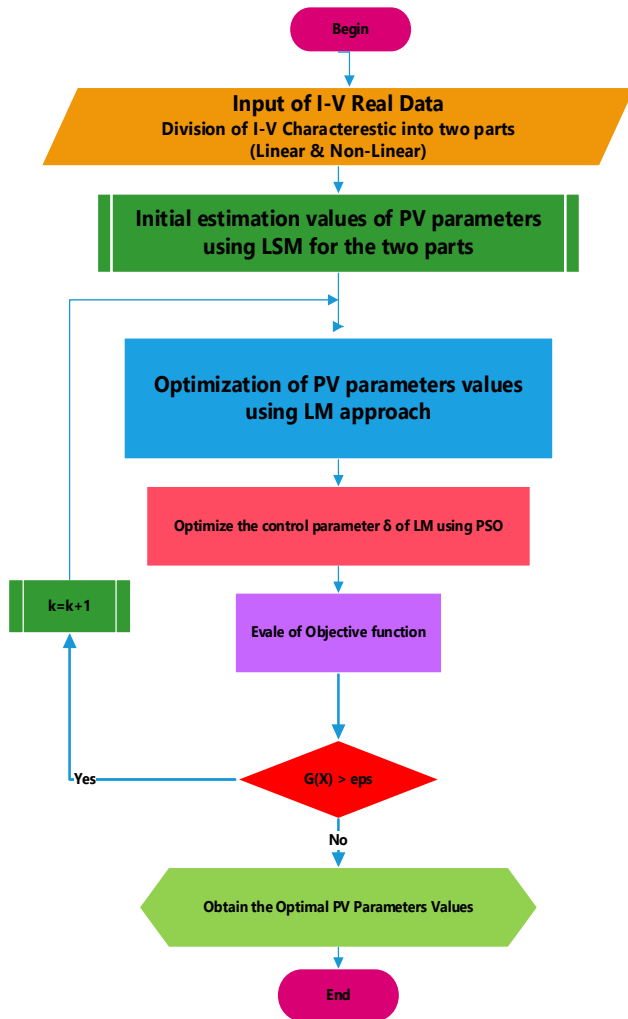 Begin
Input of I-V Real Data
Division of I-V Characterestic into two parts
(Linear & Non-Linear)
Initial estimation values of PV parameters
using LSM for the two parts
Optimization of PV parameters values
using LM approach
Optimize the control parameter δ of LM using PSO
k=k+1
Evale of Objective function
G(X) > eps
Yes
No
Obtain the Optimal PV Parameters Values
End